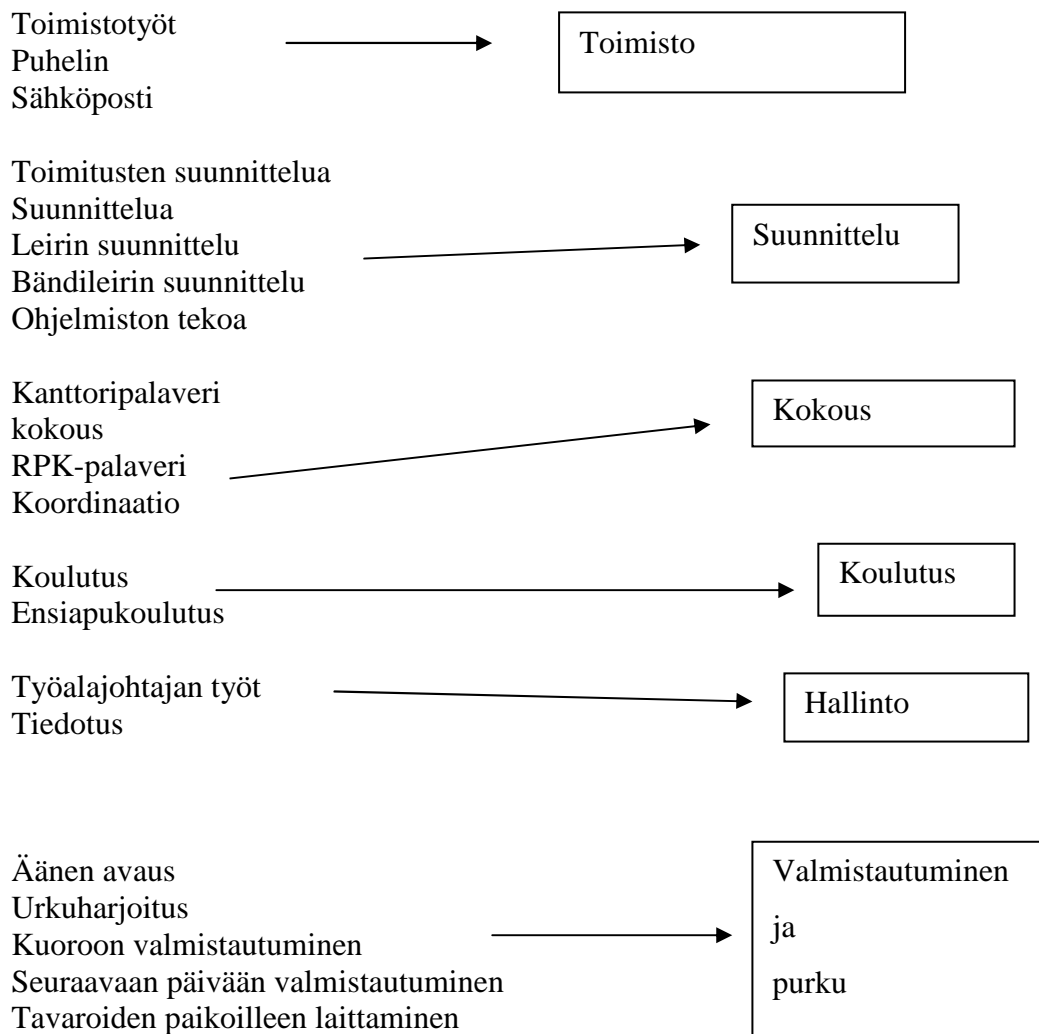 Toimistotyöt
Puhelin
Sähköposti
Toimisto
Toimitusten suunnittelua
Suunnittelua
Leirin suunnittelu
Bändileirin suunnittelu
Ohjelmiston tekoa
Suunnittelu
Kanttoripalaveri
kokous
RPK-palaveri
Koordinaatio
Kokous
Koulutus
Ensiapukoulutus
Koulutus
Työalajohtajan työt
Tiedotus
Hallinto
Äänen avaus
Urkuharjoitus
Kuoroon valmistautuminen
Seuraavaan päivään valmistautuminen
Tavaroiden paikoilleen laittaminen
Valmistautuminen
ja
purku